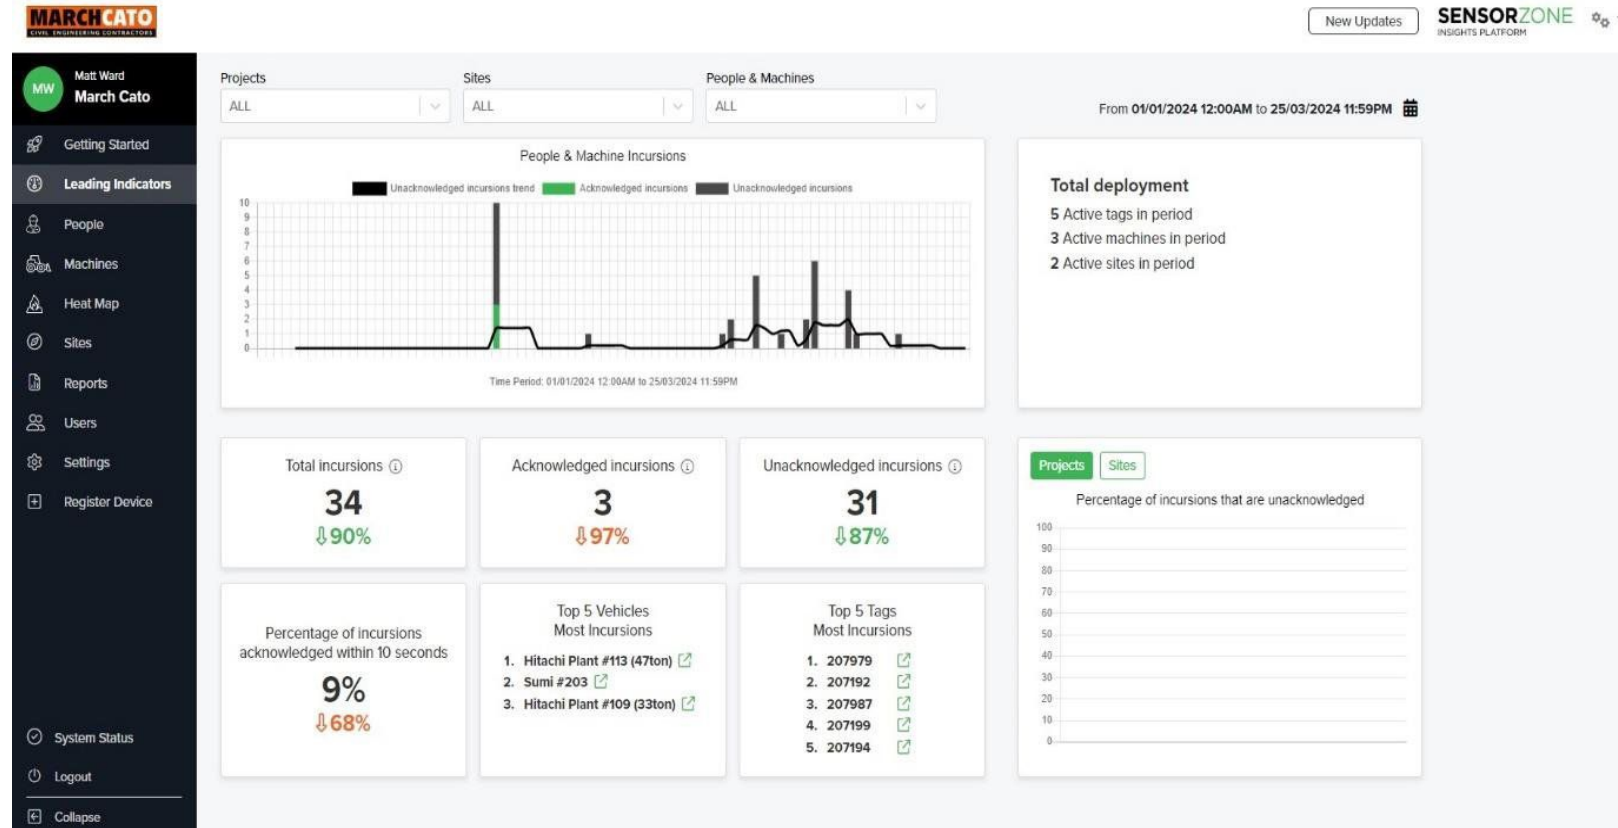 MARCHCATO
CIVIL ENGINEERING CONTRACTORS
New Updates
SENSORZONE
INSIGHTS PLATFORM
MW
Matt Ward
March Cato
Getting Started
Leading Indicators
People
Machines
Heat Map
Sites
Reports
Users
Settings
Register Device
System Status
Logout
Collapse
Projects
ALL
Sites
ALL
People & Machines
ALL
From 01/01/2024 12:00AM to 25/03/2024 11:59PM
People & Machine Incursions
Unacknowledged incursions trend
Acknowledged incursions
Unacknowledged incursions
10
9
8
7
6
5
4
3
2
1
0
Time Period: 01/01/2024 12:00AM to 25/03/2024 11:59PM
Total deployment
5 Active tags in period
3 Active machines in period
2 Active sites in period
Total incursions
34
⇩90%
Acknowledged incursions
3
⇩97%
Unacknowledged incursions
31
⇩87%
Percentage of incursions
acknowledged within 10 seconds
9%
⇩68%
Top 5 Vehicles
Most Incursions
1. Hitachi Plant #113 (47ton)
2. Sumi #203
3. Hitachi Plant #109 (33ton)
Top 5 Tags
Most Incursions
1. 207979
2. 207192
3. 207987
4. 207199
5. 207194
Projects
Sites
Percentage of incursions that are unacknowledged
100
90
80
70
60
50
40
30
20
10
0